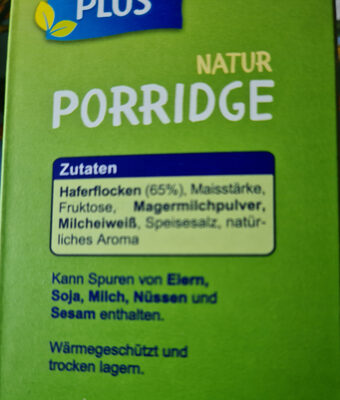 PLUS
NATUR
PORRIDGE
Zutaten
Haferflocken (65%), Maisstärke,
Fruktose, Magermilchpulver,
Milcheiweiß, Speisesalz, natür-
liches Aroma
Kann Spuren von Eiern,
Soja, Milch, Nüssen und
Sesam enthalten.
Wärmegeschützt und
trocken lagern.